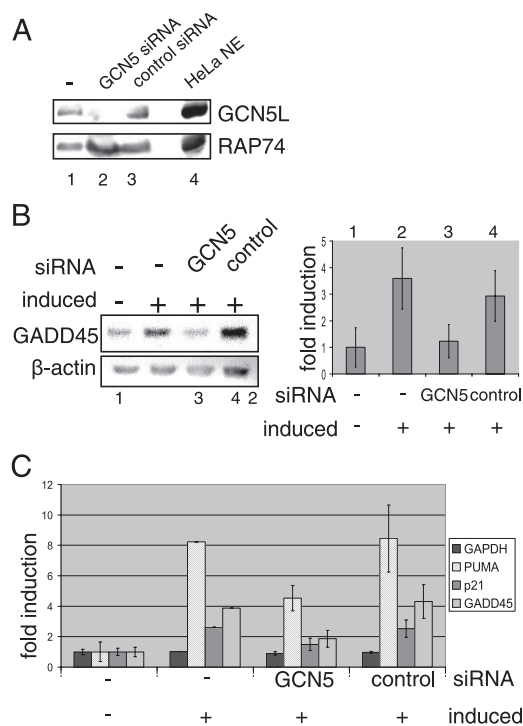 A
- GCN5 siRNA control siRNA HeLa NE
GCN5L
RAP74
1 2 3 4
B
siRNA - - GCN5 control
induced - + + +
GADD45
β-actin
1 3 4 2
1 2 3 4
fold induction
5
4
3
2
1
0
siRNA - - GCN5 control
induced - + + +
C
fold induction
12
10
8
6
4
2
0
GAPDH
PUMA
p21
GADD45
- - GCN5 control siRNA
- + + + induced